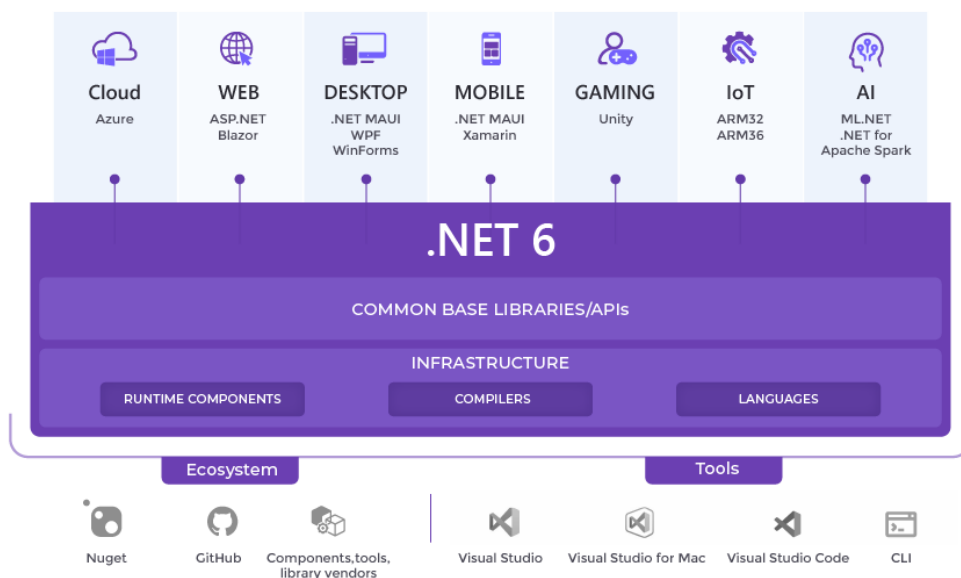 Cloud
Azure
WEB
ASP.NET
Blazor
DESKTOP
.NET MAUI
WPF
WinForms
MOBILE
.NET MAUI
Xamarin
GAMING
Unity
IoT
ARM32
ARM36
AI
ML.NET
.NET for
Apache Spark
.NET 6
COMMON BASE LIBRARIES/APIs
INFRASTRUCTURE
RUNTIME COMPONENTS
COMPILERS
LANGUAGES
Ecosystem
Tools
Nuget
GitHub
Components,tools,
library vendors
Visual Studio
Visual Studio for Mac
Visual Studio Code
CLI